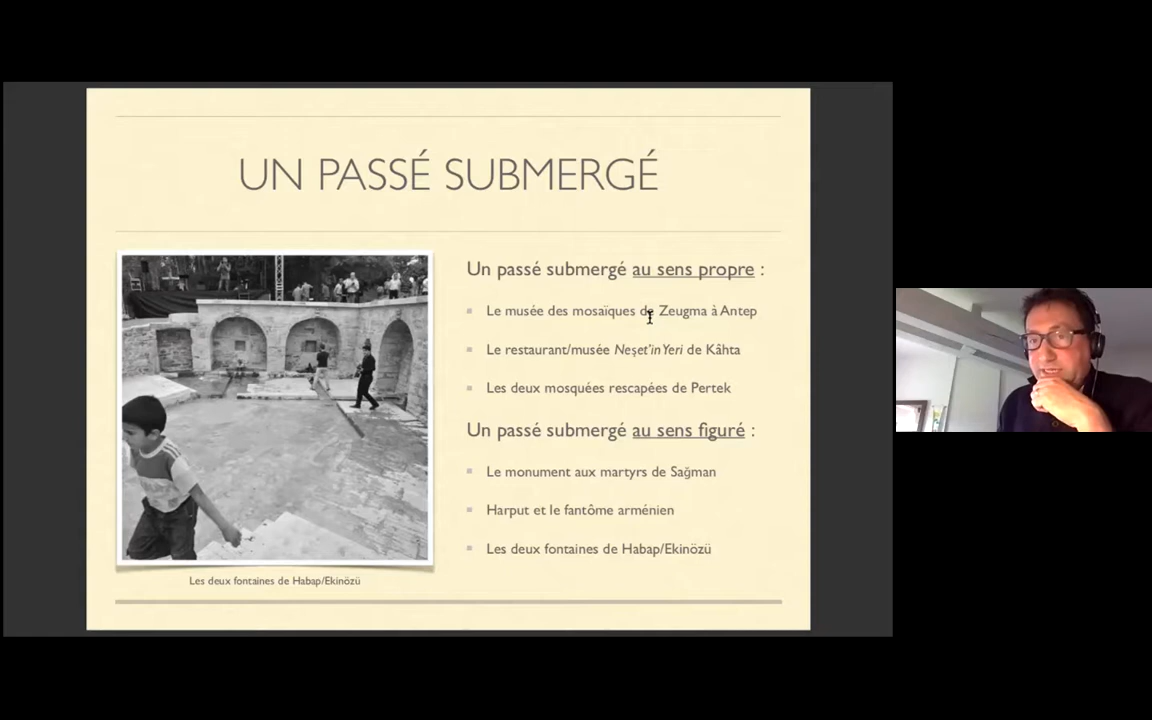 UN PASSÉ SUBMERGÉ
Un passé submergé au sens propre :
Le musée des mosaïques de Zeugma à Antep
Le restaurant/musée Neşet'in Yeri de Kâhta
Les deux mosquées rescapées de Pertek
Un passé submergé au sens figuré :
Le monument aux martyrs de Sağman
Harput et le fantôme arménien
Les deux fontaines de Habap/Ekinözü
Les deux fontaines de Habap/Ekinözü